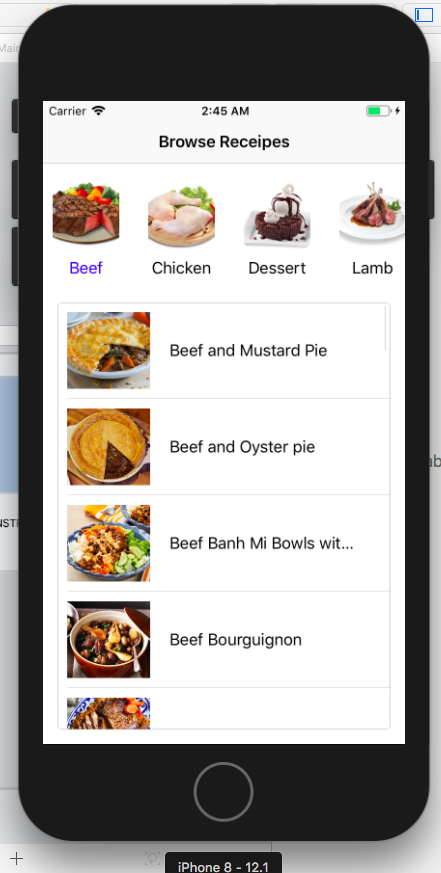 Main
Carrier 2:45 AM
Browse Receipes
Beef Chicken Dessert Lamb
Beef and Mustard Pie
Beef and Oyster pie
Beef Banh Mi Bowls wit...
Beef Bourguignon
iPhone 8 - 12.1